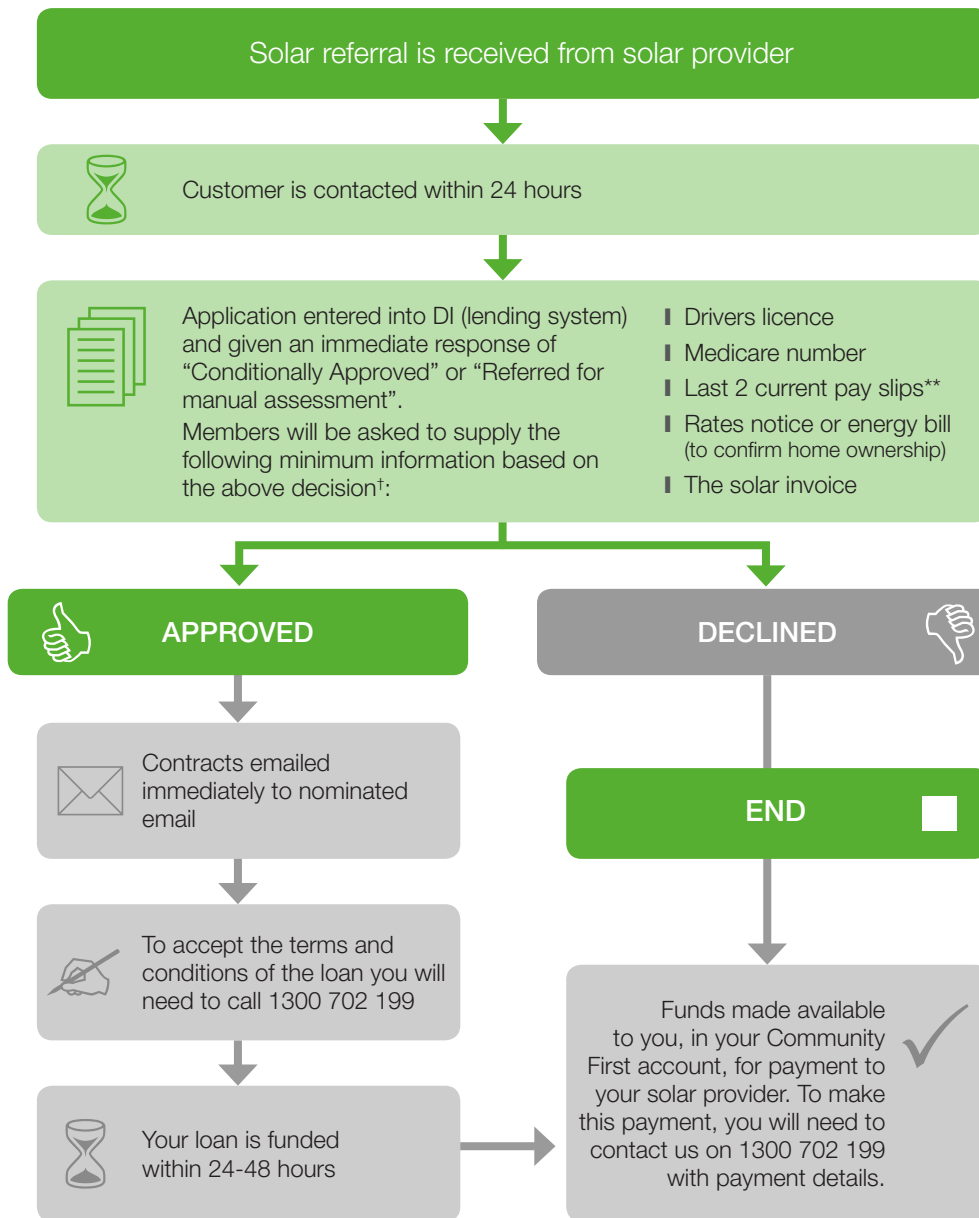 Solar referral is received from solar provider
Customer is contacted within 24 hours
Application entered into DI (lending system)
and given an immediate response of
“Conditionally Approved” or “Referred for
manual assessment”.
Members will be asked to supply the
following minimum information based on
the above decision†:
Drivers licence
Medicare number
Last 2 current pay slips**
Rates notice or energy bill
(to confirm home ownership)
The solar invoice
APPROVED
DECLINED
Contracts emailed
immediately to nominated
email
END
To accept the terms and
conditions of the loan you will
need to call 1300 702 199
Your loan is funded
within 24-48 hours
Funds made available
to you, in your Community
First account, for payment to
your solar provider. To make
this payment, you will need to
contact us on 1300 702 199
with payment details.